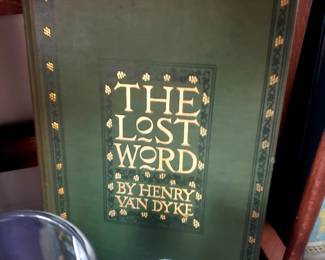 THE
LOST
WORD
BY HENRY
VAN DYKE